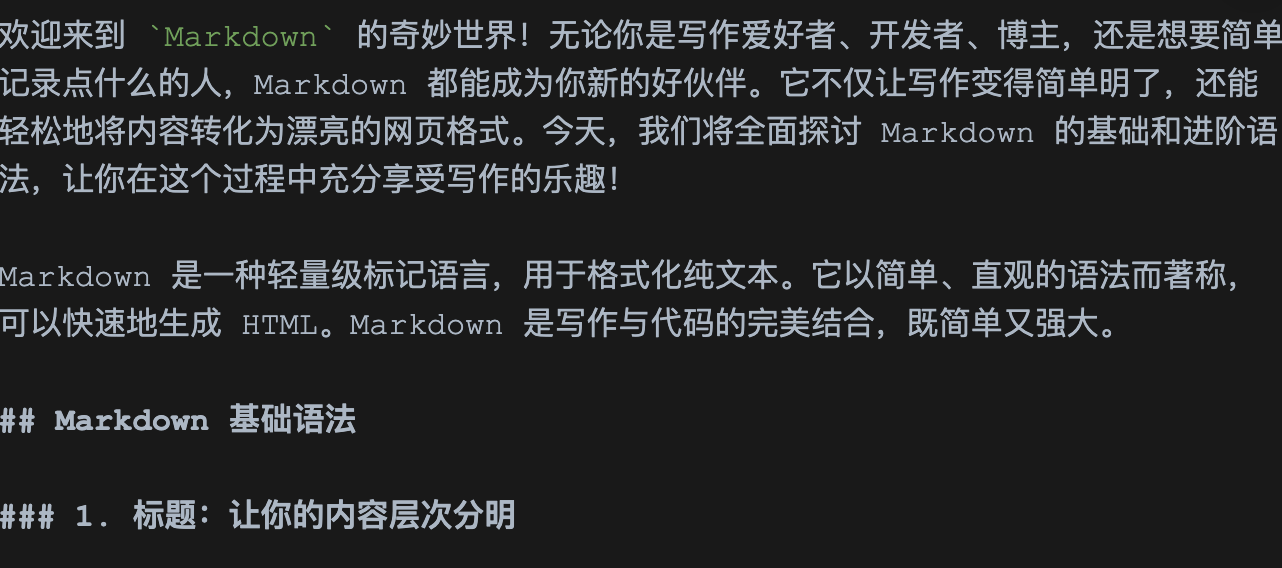 欢迎来到 `Markdown` 的奇妙世界！无论你是写作爱好者、开发者、博主，还是想要简单
记录点什么的人，Markdown 都能成为你新的好伙伴。它不仅让写作变得简单明了，还能
轻松地将内容转化为漂亮的网页格式。今天，我们将全面探讨 Markdown 的基础和进阶语
法，让你在这个过程中充分享受写作的乐趣！
Markdown 是一种轻量级标记语言，用于格式化纯文本。它以简单、直观的语法而著称，
可以快速地生成 HTML。Markdown 是写作与代码的完美结合，既简单又强大。
## Markdown 基础语法
### 1. 标题：让你的内容层次分明